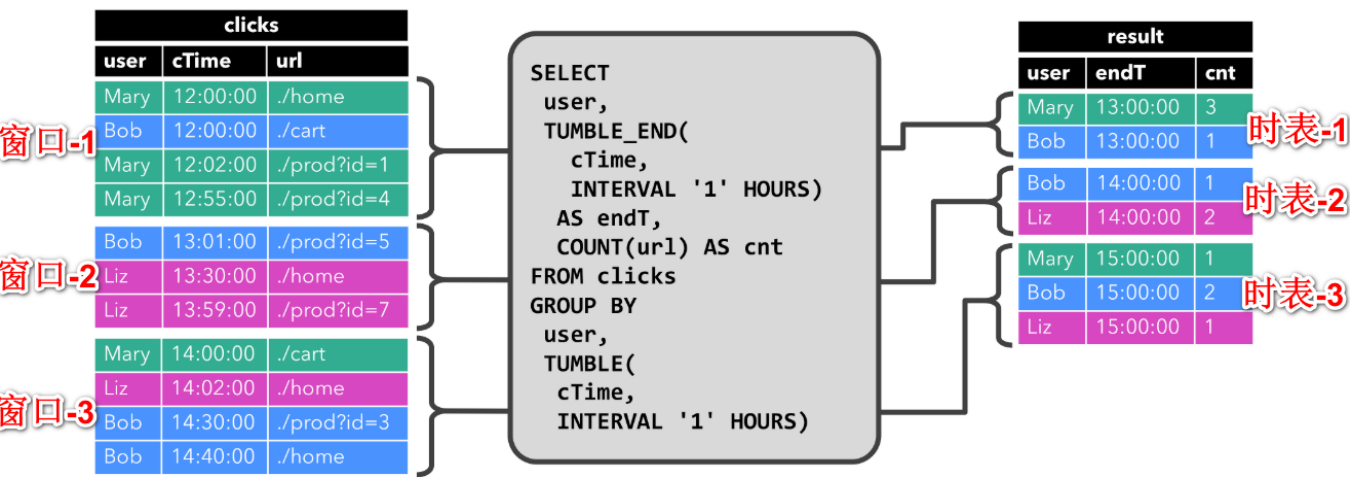 clicks
user cTime url
Mary 12:00:00 ./home
Bob 12:00:00 ./cart
Mary 12:02:00 ./prod?id=1
Mary 12:55:00 ./prod?id=4
窗口-1
Bob 13:01:00 ./prod?id=5
Liz 13:30:00 ./home
Liz 13:59:00 ./prod?id=7
窗口-2
Mary 14:00:00 ./cart
Liz 14:02:00 ./home
Bob 14:30:00 ./prod?id=3
Bob 14:40:00 ./home
窗口-3
SELECT
user,
TUMBLE_END(
cTime,
INTERVAL '1' HOURS)
AS endT,
COUNT(url) AS cnt
FROM clicks
GROUP BY
user,
TUMBLE(
cTime,
INTERVAL '1' HOURS)
result
user endT cnt
Mary 13:00:00 3
Bob 13:00:00 1
时表-1
Bob 14:00:00 1
Liz 14:00:00 2
时表-2
Mary 15:00:00 1
Bob 15:00:00 2
Liz 15:00:00 1
时表-3